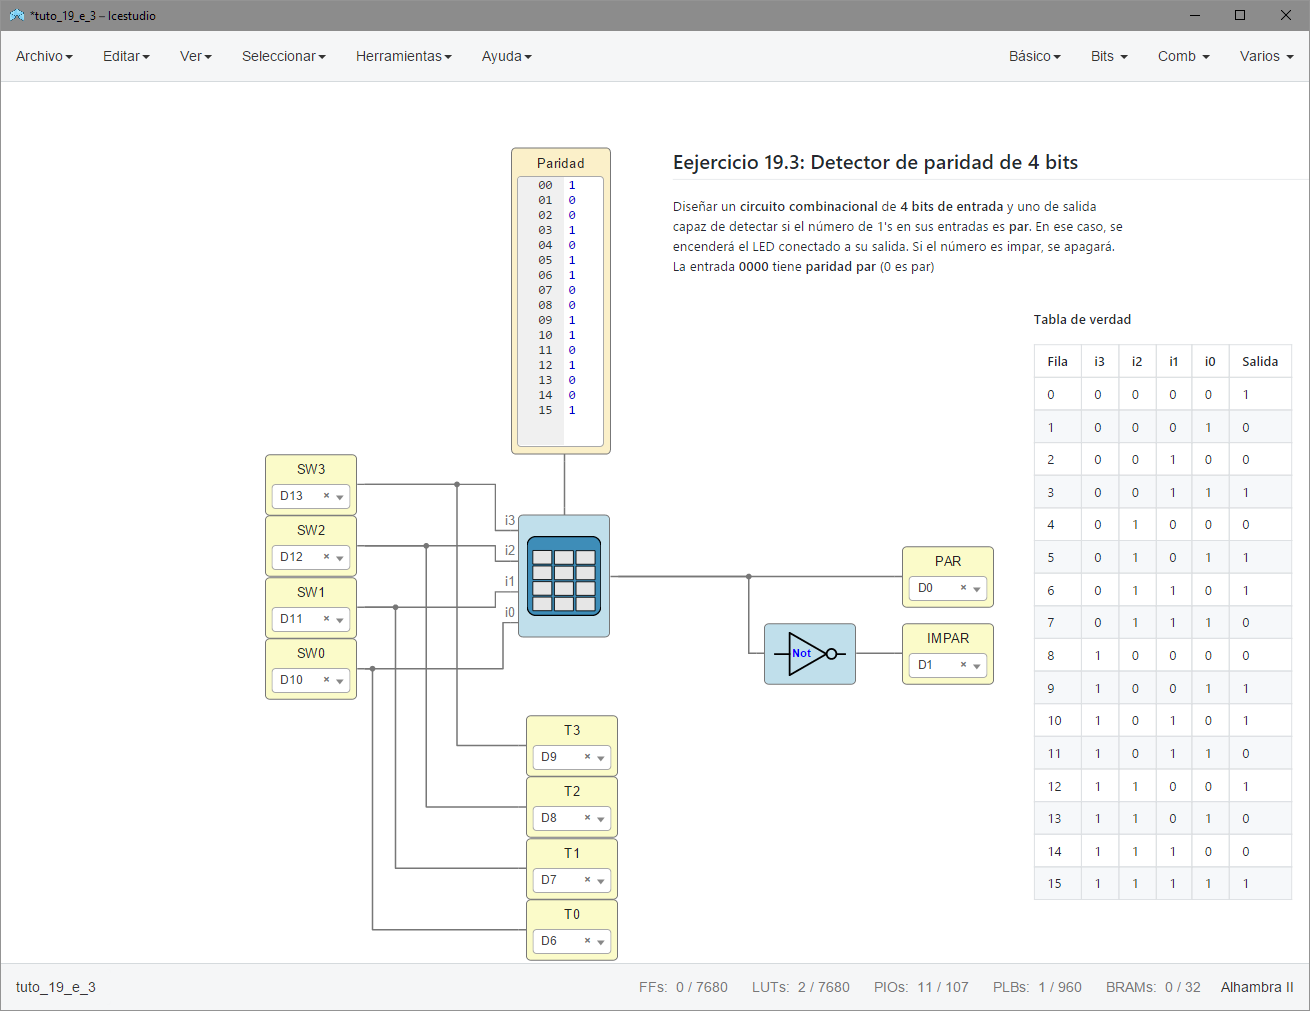 *tuto_19_e_3 – Icestudio
Archivo Editar Ver Seleccionar Herramientas Ayuda Básico Bits Comb Varios
Paridad
00 1
01 0
02 0
03 1
04 0
05 1
06 1
07 0
08 0
09 1
10 1
11 0
12 1
13 0
14 0
15 1
Eejercicio 19.3: Detector de paridad de 4 bits
Diseñar un circuito combinacional de 4 bits de entrada y uno de salida
capaz de detectar si el número de 1's en sus entradas es par. En ese caso, se
encenderá el LED conectado a su salida. Si el número es impar, se apagará.
La entrada 0000 tiene paridad par (0 es par)
SW3
D13 ×
SW2
D12 ×
SW1
D11 ×
SW0
D10 ×
i3
i2
i1
i0
PAR
D0 ×
Not
IMPAR
D1 ×
T3
D9 ×
T2
D8 ×
T1
D7 ×
T0
D6 ×
Tabla de verdad
Fila i3 i2 i1 i0 Salida
0 0 0 0 0 1
1 0 0 0 1 0
2 0 0 1 0 0
3 0 0 1 1 1
4 0 1 0 0 0
5 0 1 0 1 1
6 0 1 1 0 1
7 0 1 1 1 0
8 1 0 0 0 0
9 1 0 0 1 1
10 1 0 1 0 1
11 1 0 1 1 0
12 1 1 0 0 1
13 1 1 0 1 0
14 1 1 1 0 0
15 1 1 1 1 1
tuto_19_e_3 FFs: 0 / 7680 LUTs: 2 / 7680 PIOs: 11 / 107 PLBs: 1 / 960 BRAMs: 0 / 32 Alhambra II